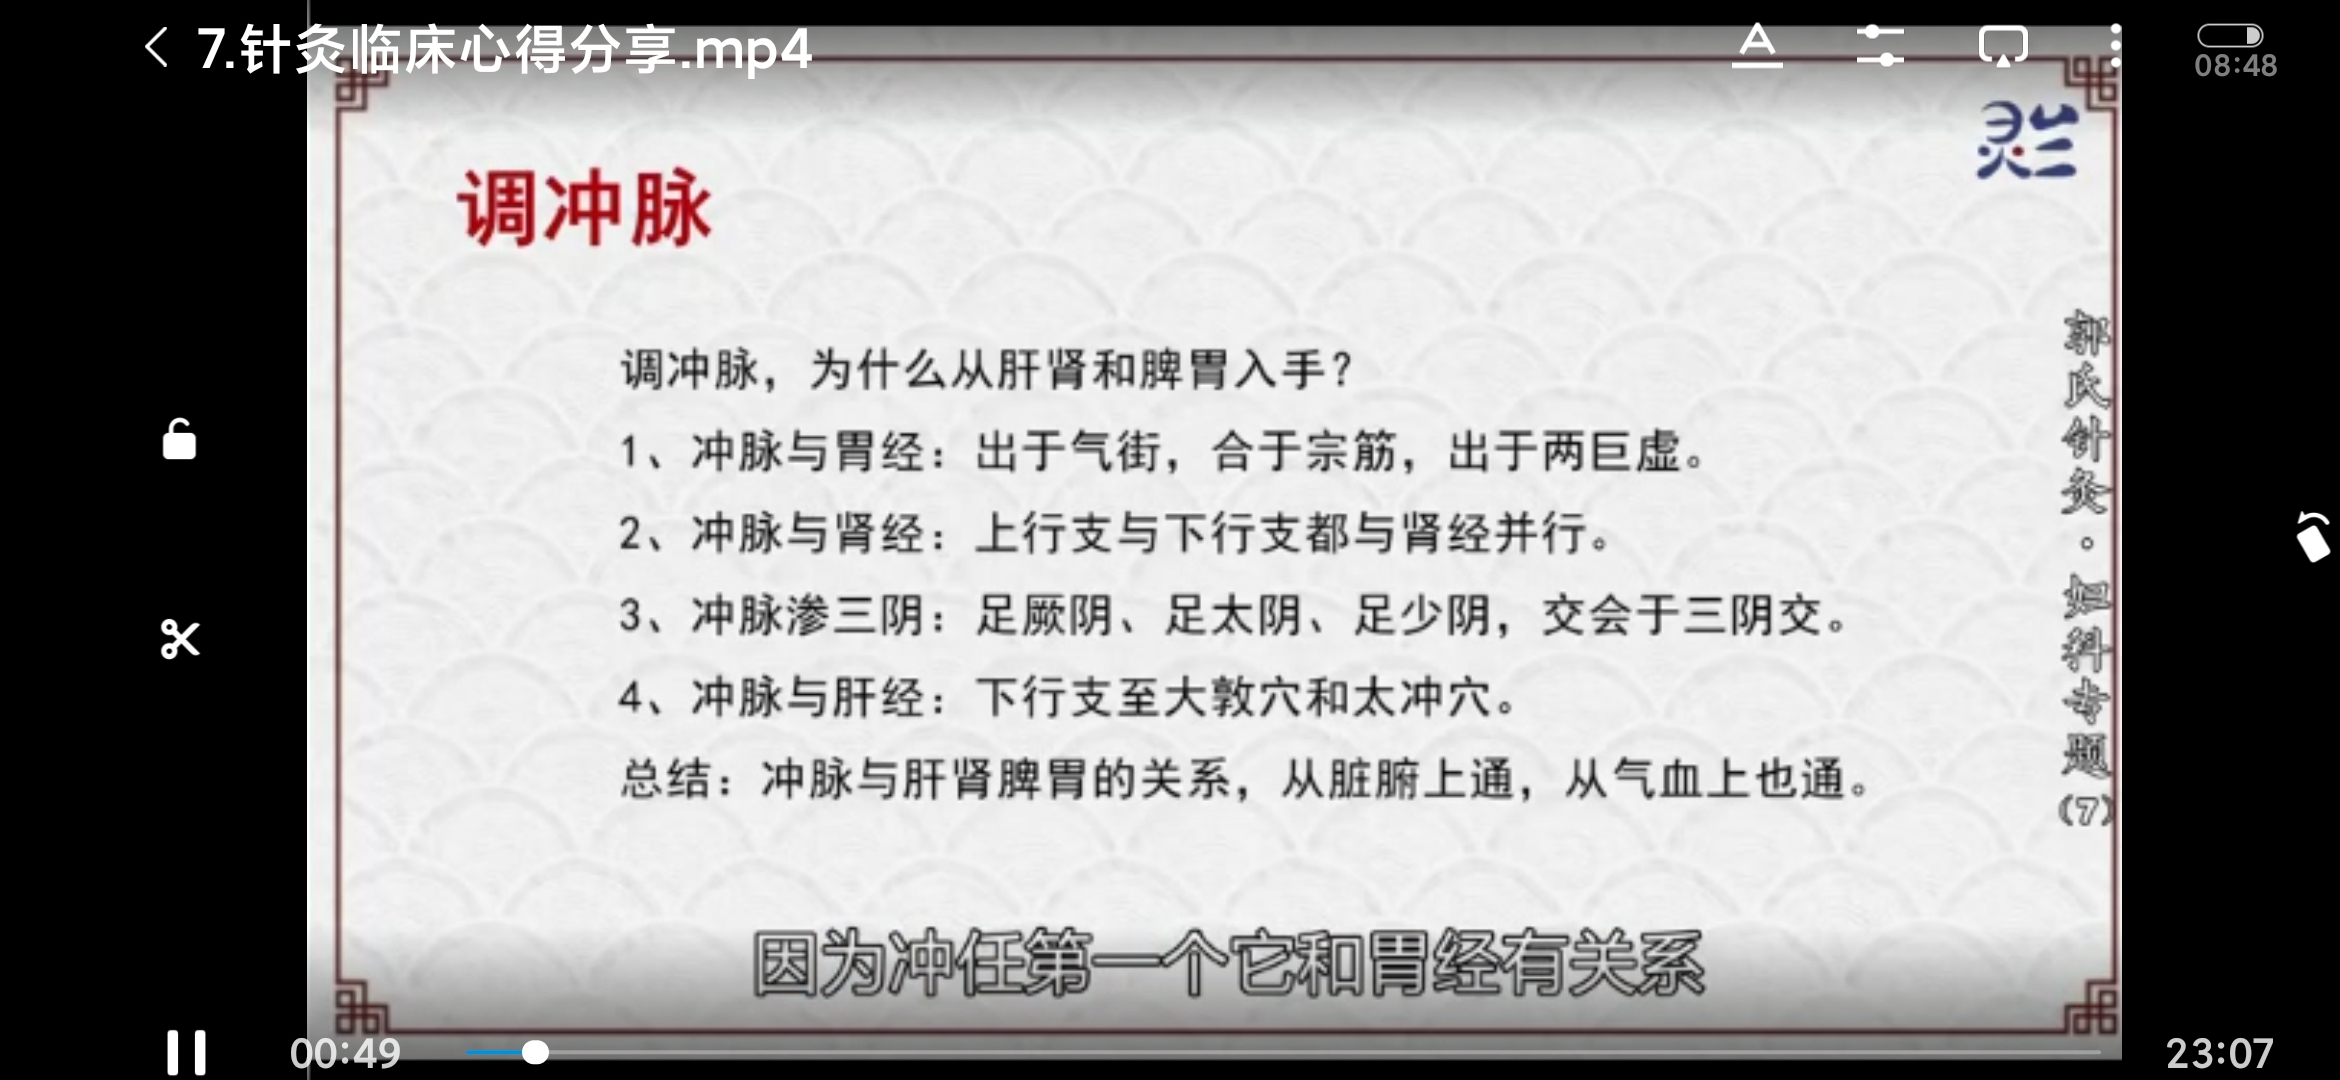 7.针灸临床心得分享.mp4
08:48
调冲脉
调冲脉，为什么从肝肾和脾胃入手？
1、冲脉与胃经：出于气街，合于宗筋，出于两巨虚。
2、冲脉与肾经：上行支与下行支都与肾经并行。
3、冲脉渗三阴：足厥阴、足太阴、足少阴，交会于三阴交。
4、冲脉与肝经：下行支至大敦穴和太冲穴。
总结：冲脉与肝肾脾胃的关系，从脏腑上通，从气血上也通。
郭氏针灸。妇科专题(7)
因为冲任第一个它和胃经有关系
00:49
23:07